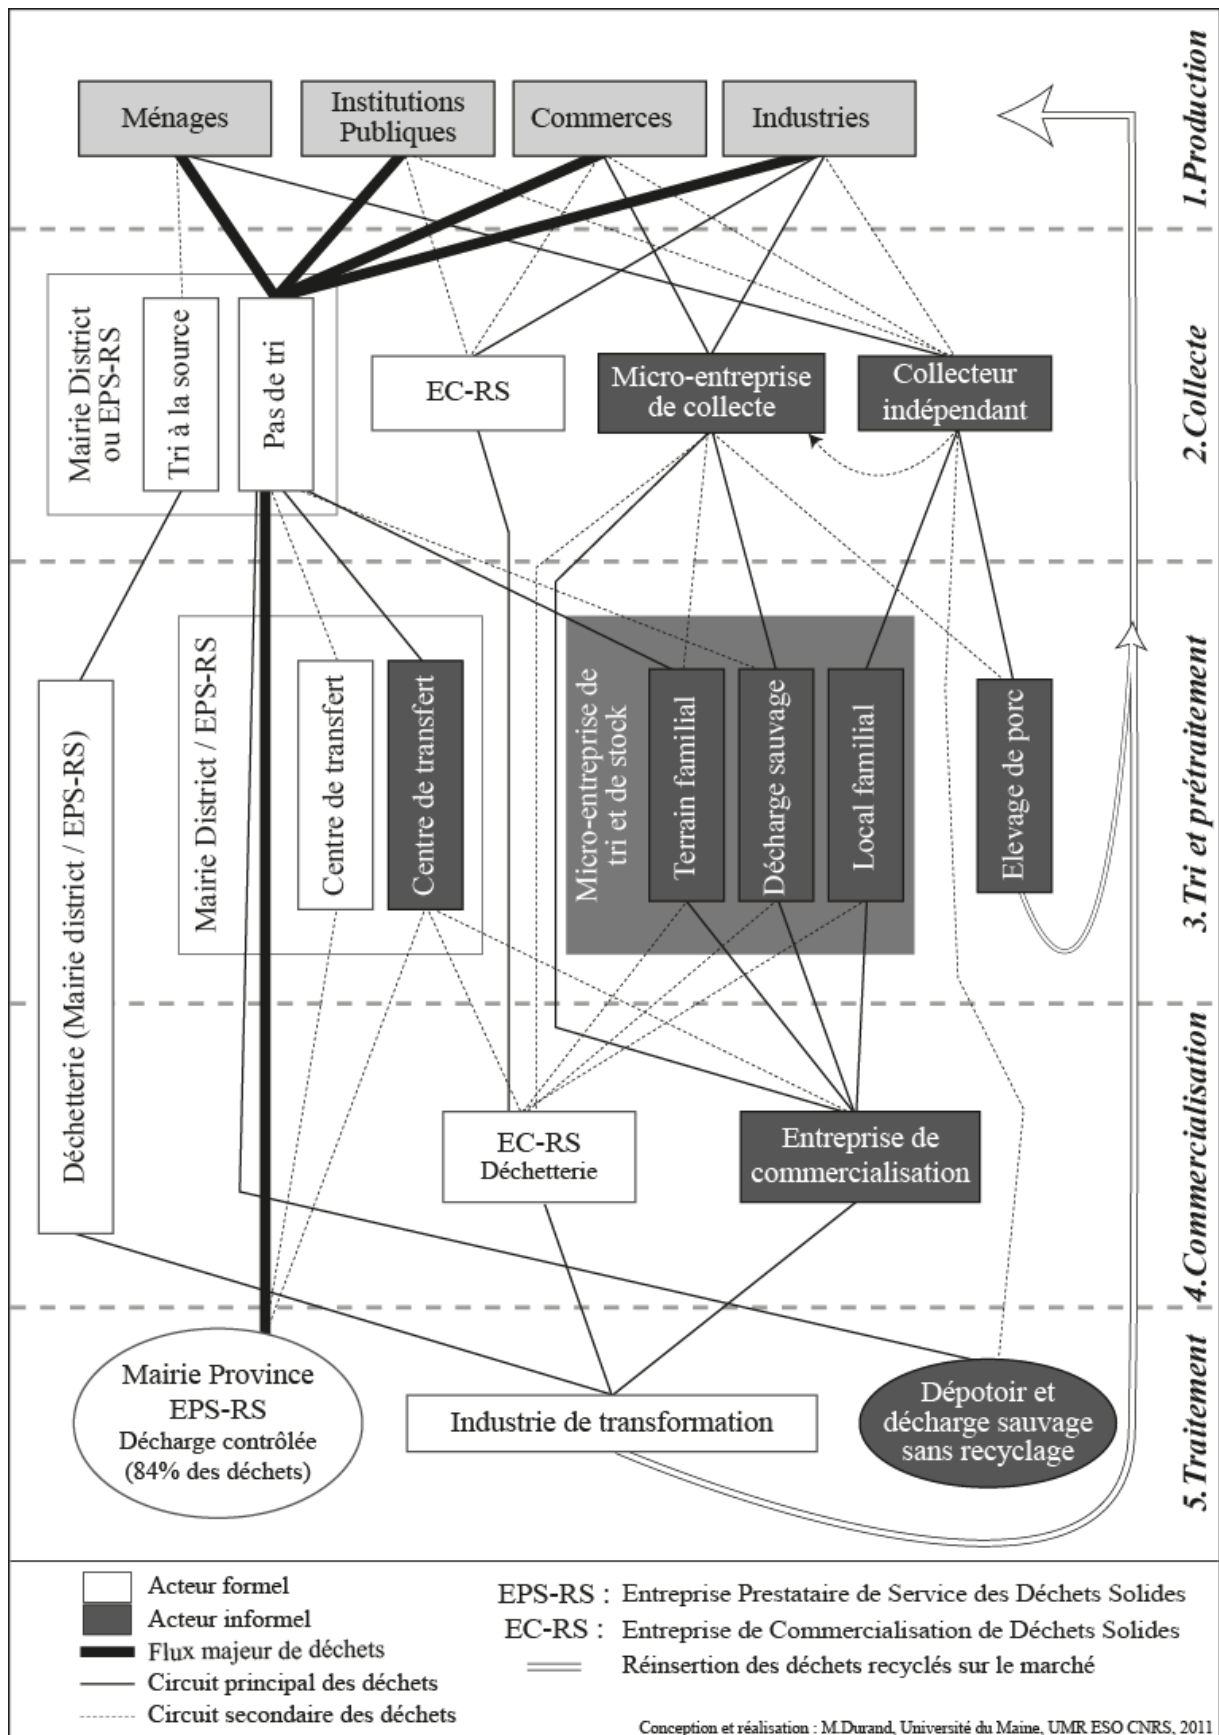 1.Production
Ménages
Institutions
Publiques
Commerces
Industries
2.Collecte
Mairie District
ou EPS-RS
Tri à la source
Pas de tri
EC-RS
Micro-entreprise
de collecte
Collecteur
indépendant
3.Tri et prétraitement
Déchetterie (Mairie district / EPS-RS)
Mairie District / EPS-RS
Centre de transfert
Centre de transfert
Micro-entreprise de
tri et de stock
Terrain familial
Décharge sauvage
Local familial
Elevage de porc
4.Commercialisation
EC-RS
Déchetterie
Entreprise de
commercialisation
5.Traitement
Mairie Province
EPS-RS
Décharge contrôlée
(84% des déchets)
Industrie de transformation
Dépotoir et
décharge sauvage
sans recyclage
Acteur formel
Acteur informel
Flux majeur de déchets
Circuit principal des déchets
Circuit secondaire des déchets
EPS-RS : Entreprise Prestataire de Service des Déchets Solides
EC-RS : Entreprise de Commercialisation de Déchets Solides
Réinsertion des déchets recyclés sur le marché
Conception et réalisation : M.Durand, Université du Maine, UMR ESO CNRS, 2011